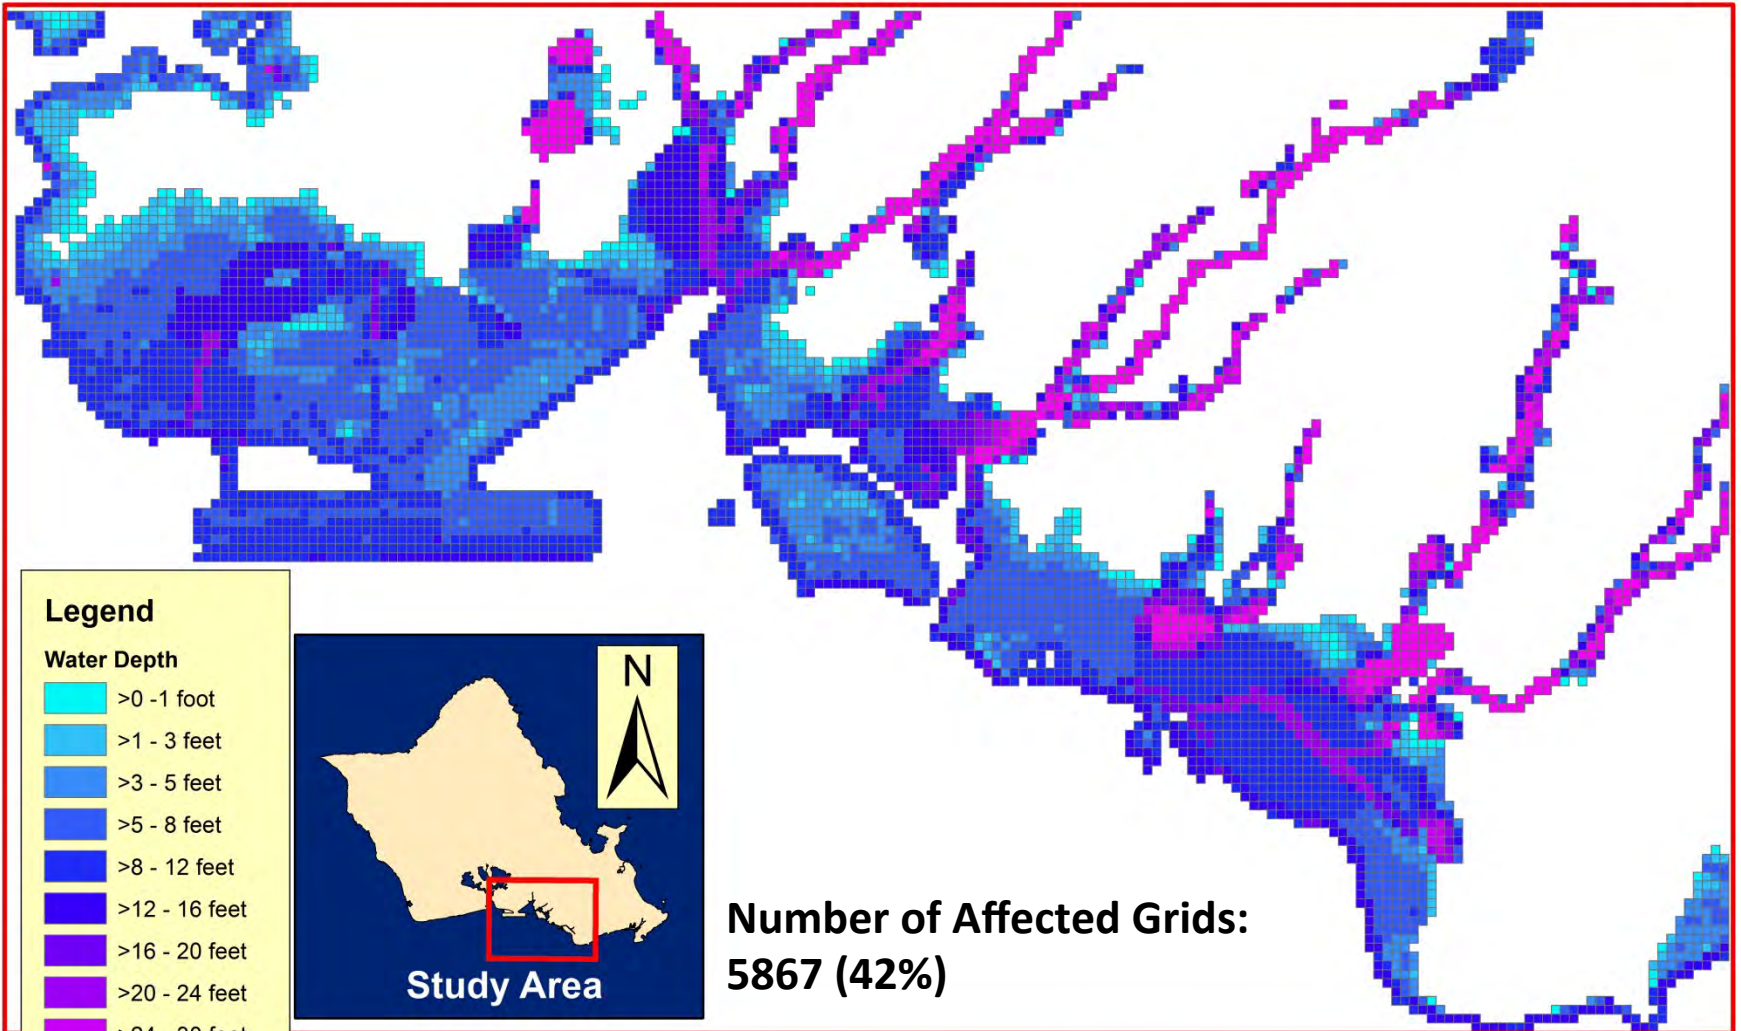 Legend
Water Depth
>0 -1 foot
>1 - 3 feet
>3 - 5 feet
>5 - 8 feet
>8 - 12 feet
>12 - 16 feet
>16 - 20 feet
>20 - 24 feet
N
Study Area
Number of Affected Grids:
5867 (42%)